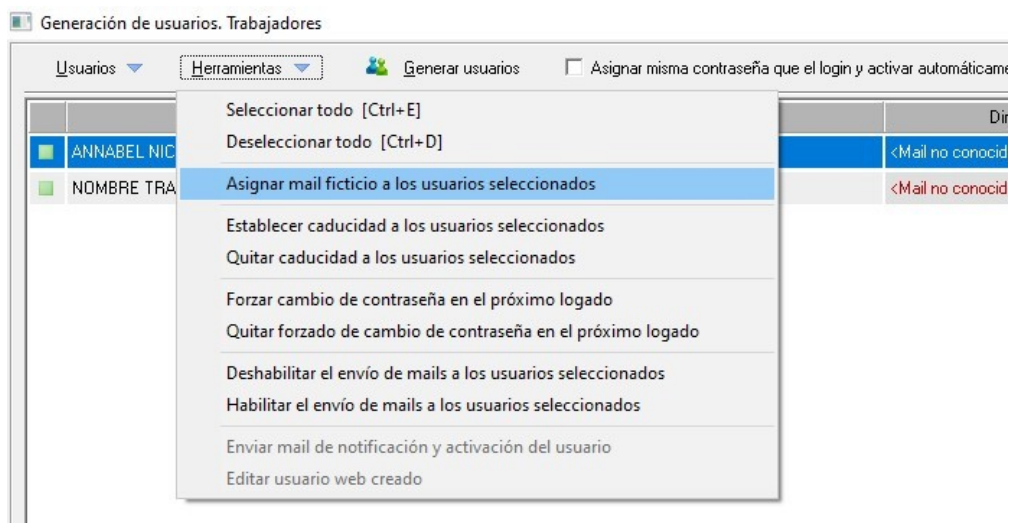 Generación de usuarios. Trabajadores
Usuarios Herramientas Generar usuarios Asignar misma contraseña que el login y activar
Seleccionar todo [Ctrl+E]
Dir
Deseleccionar todo [Ctrl+D]
ANNABEL NIC <Mail no conocid
Asignar mail ficticio a los usuarios seleccionados
NOMBRE TRA <Mail no conocid
Establecer caducidad a los usuarios seleccionados
Quitar caducidad a los usuarios seleccionados
Forzar cambio de contraseña en el próximo logado
Quitar forzado de cambio de contraseña en el próximo logado
Deshabilitar el envío de mails a los usuarios seleccionados
Habilitar el envío de mails a los usuarios seleccionados
Enviar mail de notificación y activación del usuario
Editar usuario web creado